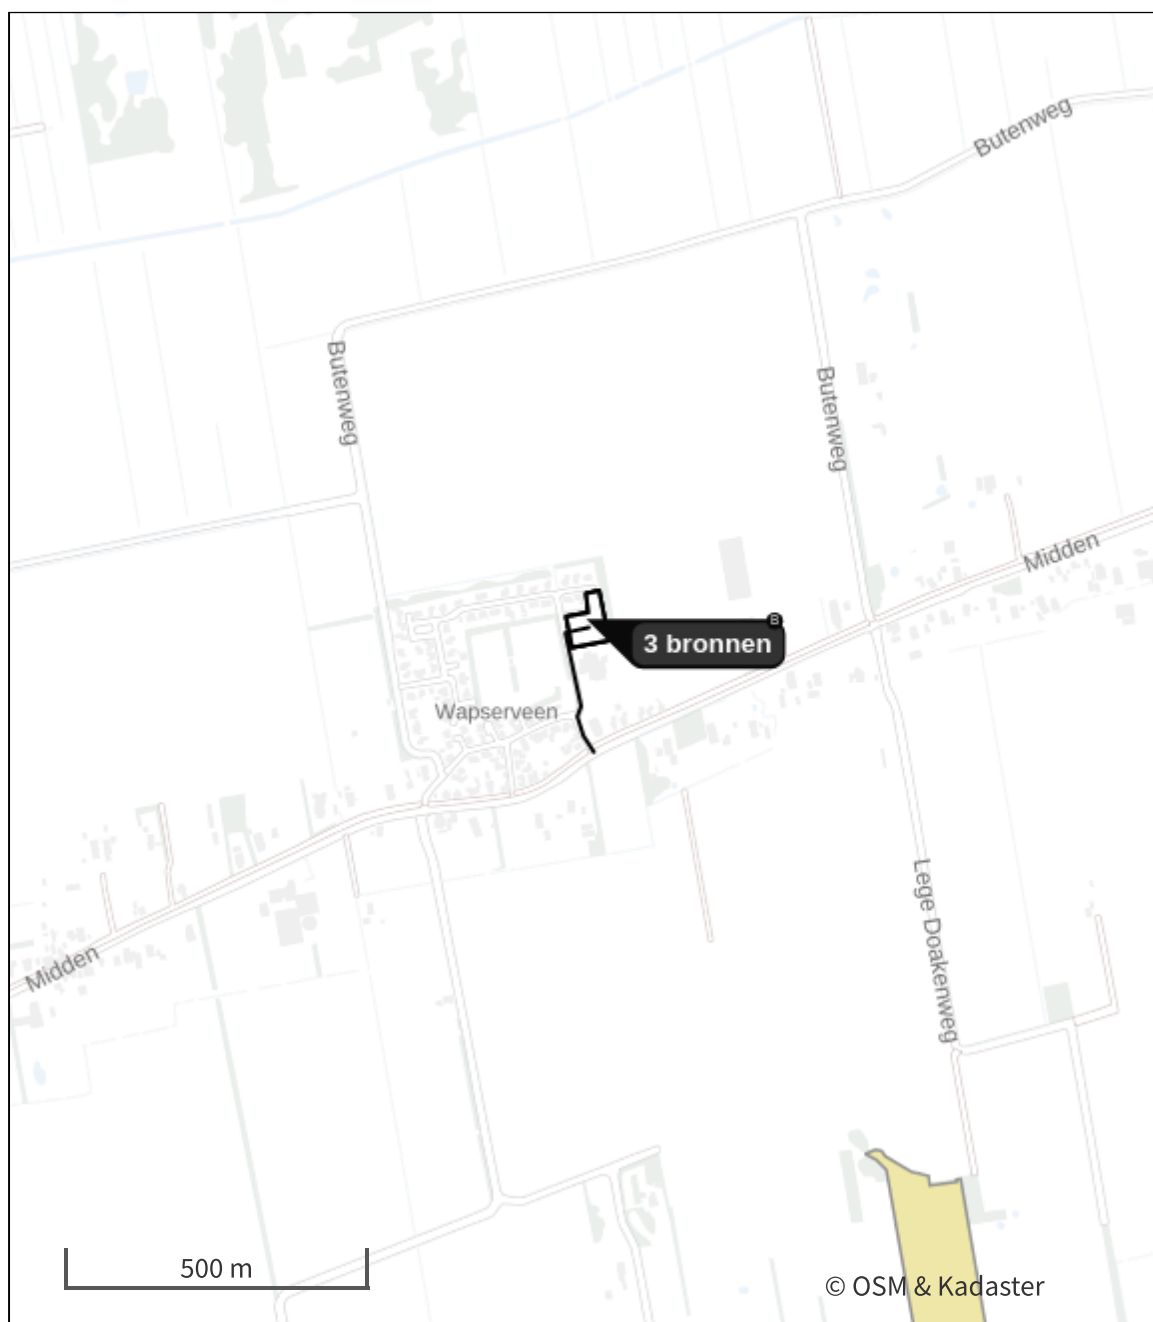 Butenweg
Butenweg
Butenweg
Midden
B
3 bronnen
Wapserveen
Lege Doakenweg
Midden
500 m
© OSM & Kadaster